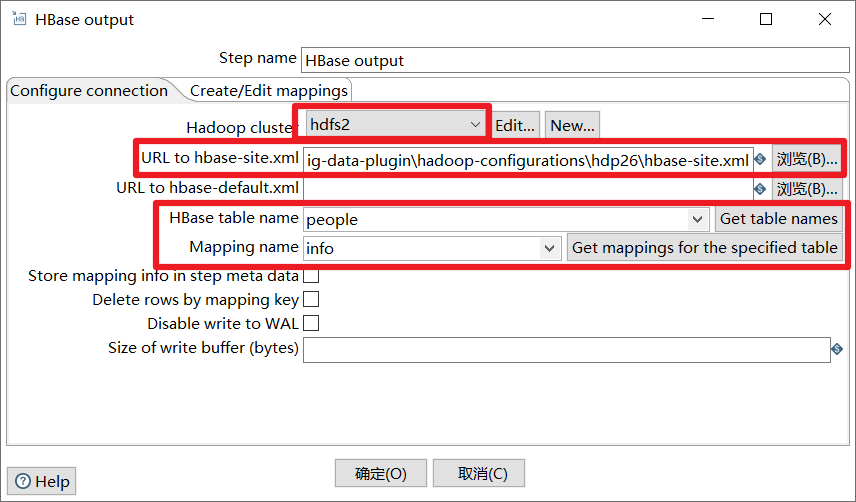 HBase output
Step name HBase output
Configure connection Create/Edit mappings
Hadoop cluster hdfs2 Edit... New...
URL to hbase-site.xml ig-data-plugin\hadoop-configurations\hdp26\hbase-site.xml 浏览(B)...
URL to hbase-default.xml 浏览(B)...
HBase table name people Get table names
Mapping name info Get mappings for the specified table
Store mapping info in step meta data
Delete rows by mapping key
Disable write to WAL
Size of write buffer (bytes)
Help 确定(O) 取消(C)